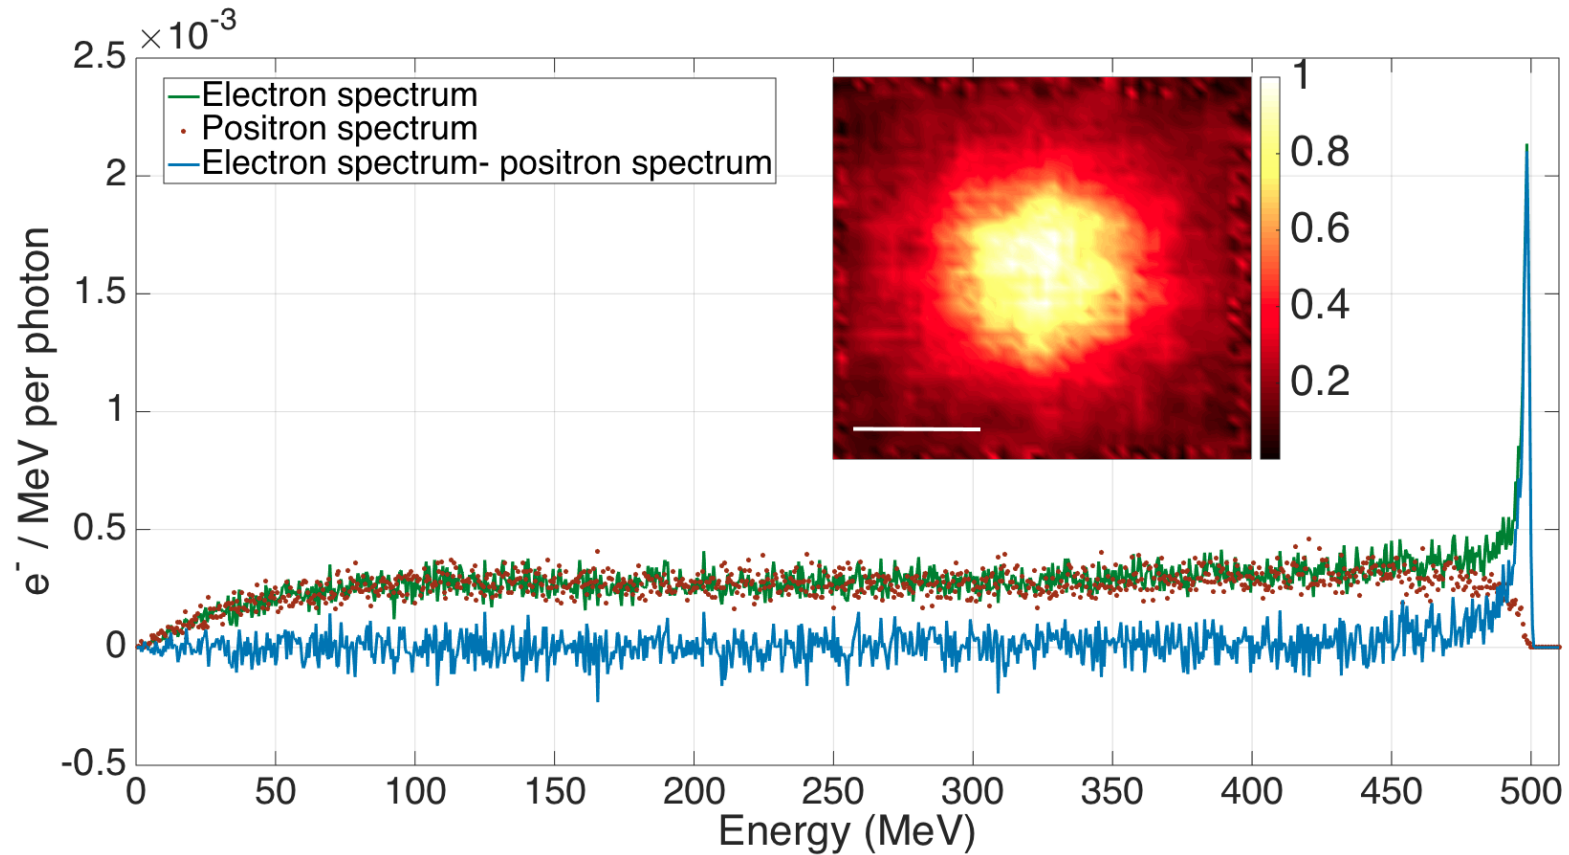 ×10⁻³
2.5
2
1.5
1
0.5
0
-0.5
e⁻ / MeV per photon
Electron spectrum
Positron spectrum
Electron spectrum- positron spectrum
1
0.8
0.6
0.4
0.2
0 50 100 150 200 250 300 350 400 450 500
Energy (MeV)